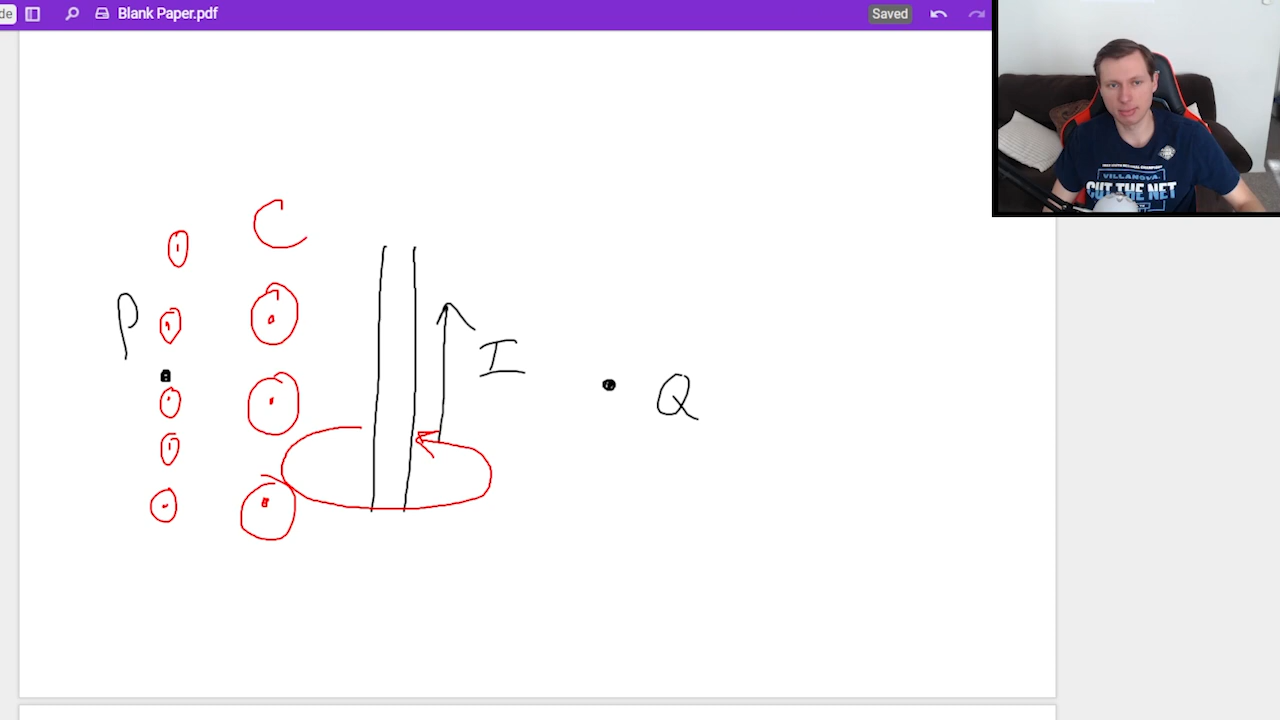 Blank Paper.pdf
Saved
VILLANOVA
CUT THE NET
C
P
I
Q